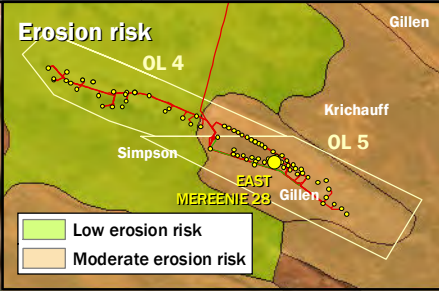 Erosion risk
Gillen
OL 4
Krichauff
OL 5
Simpson
EAST
MEREENIE 28
Gillen
Low erosion risk
Moderate erosion risk